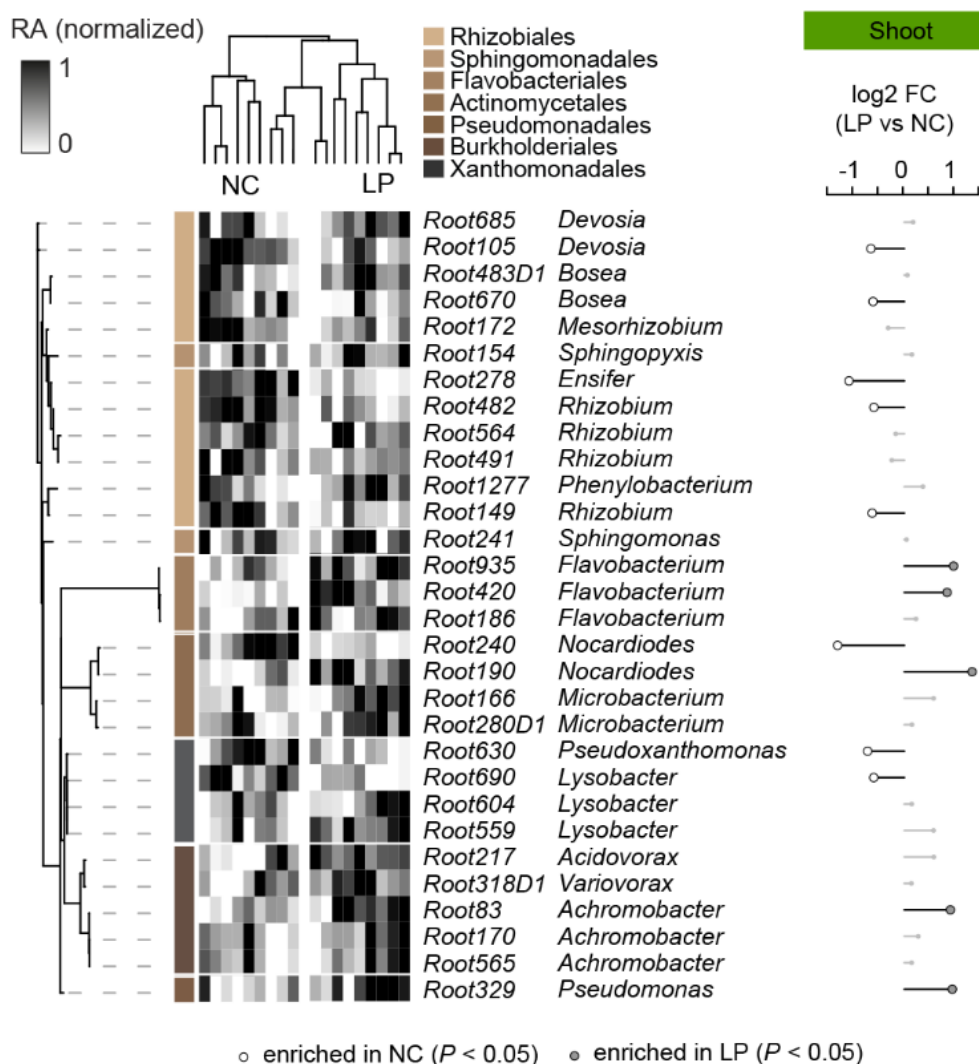 RA (normalized)
1
0
NC
LP
Rhizobiales
Sphingomonadales
Flavobacteriales
Actinomycetales
Pseudomonadales
Burkholderiales
Xanthomonadales
Shoot
log2 FC
(LP vs NC)
-1 0 1
Root685 Devosia
Root105 Devosia
Root483D1 Bosea
Root670 Bosea
Root172 Mesorhizobium
Root154 Sphingopyxis
Root278 Ensifer
Root482 Rhizobium
Root564 Rhizobium
Root491 Rhizobium
Root1277 Phenylobacterium
Root149 Rhizobium
Root241 Sphingomonas
Root935 Flavobacterium
Root420 Flavobacterium
Root186 Flavobacterium
Root240 Nocardiodes
Root190 Nocardiodes
Root166 Microbacterium
Root280D1 Microbacterium
Root630 Pseudoxanthomonas
Root690 Lysobacter
Root604 Lysobacter
Root559 Lysobacter
Root217 Acidovorax
Root318D1 Variovorax
Root83 Achromobacter
Root170 Achromobacter
Root565 Achromobacter
Root329 Pseudomonas
enriched in NC (P < 0.05) enriched in LP (P < 0.05)